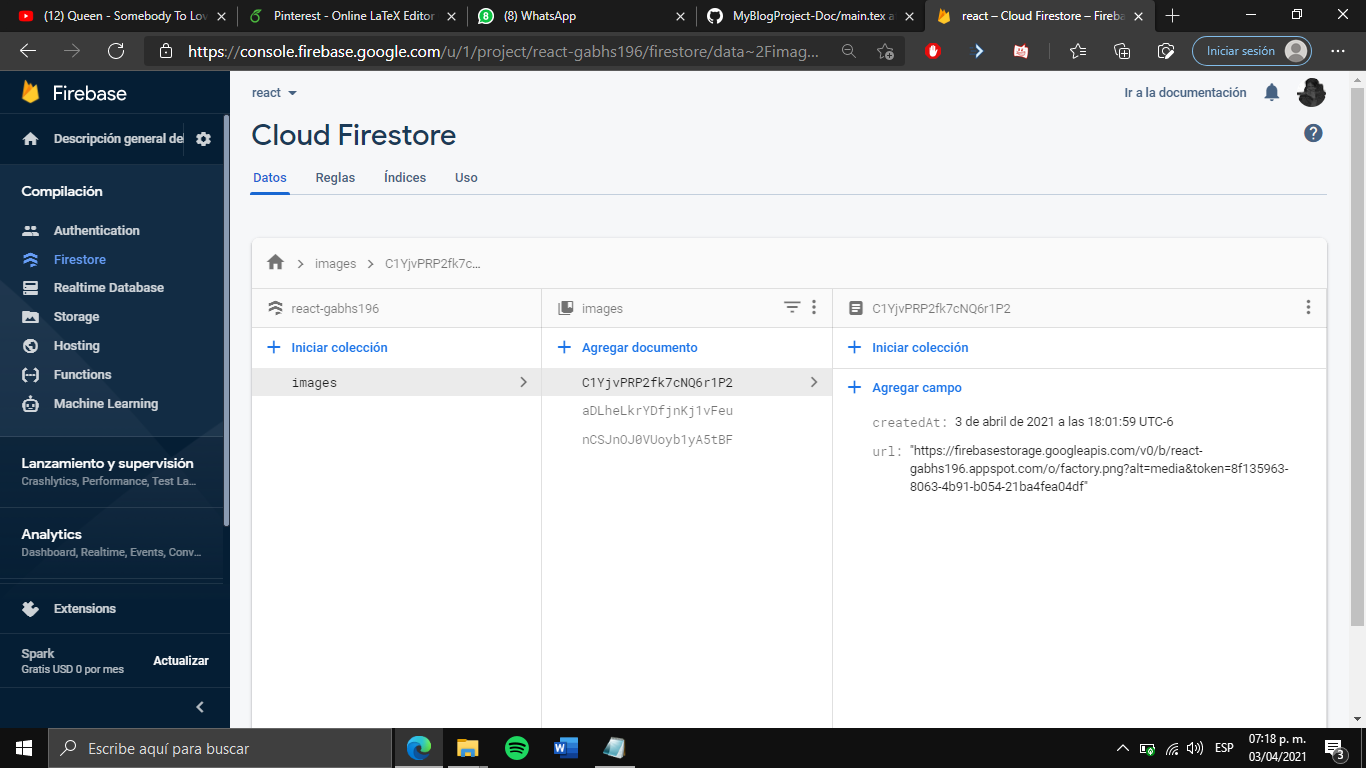 (12) Queen - Somebody To Lov
Pinterest - Online LaTeX Editor
(8) WhatsApp
MyBlogProject-Doc/main.tex a
react – Cloud Firestore – Fireba
https://console.firebase.google.com/u/1/project/react-gabhs196/firestore/data~2Fimag...
Iniciar sesión
Firebase
Descripción general de
Compilación
Authentication
Firestore
Realtime Database
Storage
Hosting
Functions
Machine Learning
Lanzamiento y supervisión
Crashlytics, Performance, Test La...
Analytics
Dashboard, Realtime, Events, Conv...
Extensions
Spark
Gratis USD 0 por mes
Actualizar
react
Ir a la documentación
Cloud Firestore
Datos
Reglas
Índices
Uso
images
C1YjvPRP2fk7c...
react-gabhs196
images
C1YjvPRP2fk7cNQ6r1P2
Iniciar colección
Agregar documento
Iniciar colección
images
C1YjvPRP2fk7cNQ6r1P2
aDLheLkrYDfjnKj1vFeu
nCSJnOJ0VUoyb1yA5tBF
Agregar campo
createdAt: 3 de abril de 2021 a las 18:01:59 UTC-6
url: "https://firebasestorage.googleapis.com/v0/b/react-
gabhs196.appspot.com/o/factory.png?alt=media&token=8f135963-
8063-4b91-b054-21ba4fea04df"
Escribe aquí para buscar
ESP
07:18 p. m.
03/04/2021
3